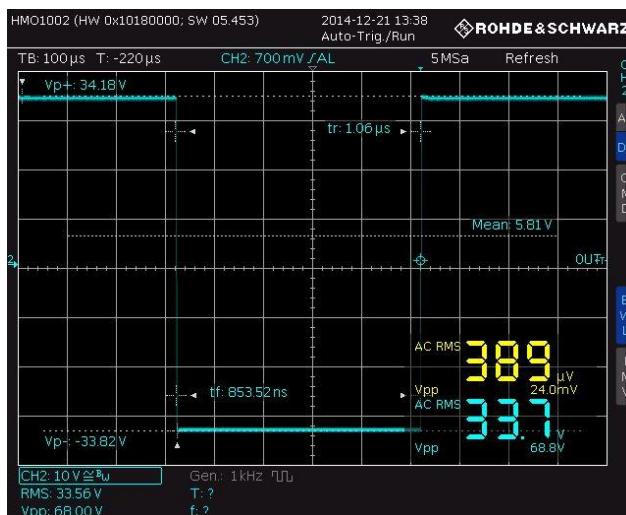 HMO1002 (HW 0x10180000; SW 05.453)
2014-12-21 13:38
Auto-Trig./Run
ROHDE&SCHWARZ
TB: 100µs T: -220µs
CH2: 700mV AL
5MSa
Refresh
Vp+: 34.18V
tr: 1.06µs
Mean: 5.81V
2
OUT
AC RMS 389 µV
Vpp 24.0mV
tf: 853.52ns
AC RMS 33.7 V
Vpp 68.8V
Vp-: -33.82V
CH2: 10V≅Bω
Gen.: 1kHz
RMS: 33.56V
T: ?
Vpp: 68.00V
f: ?